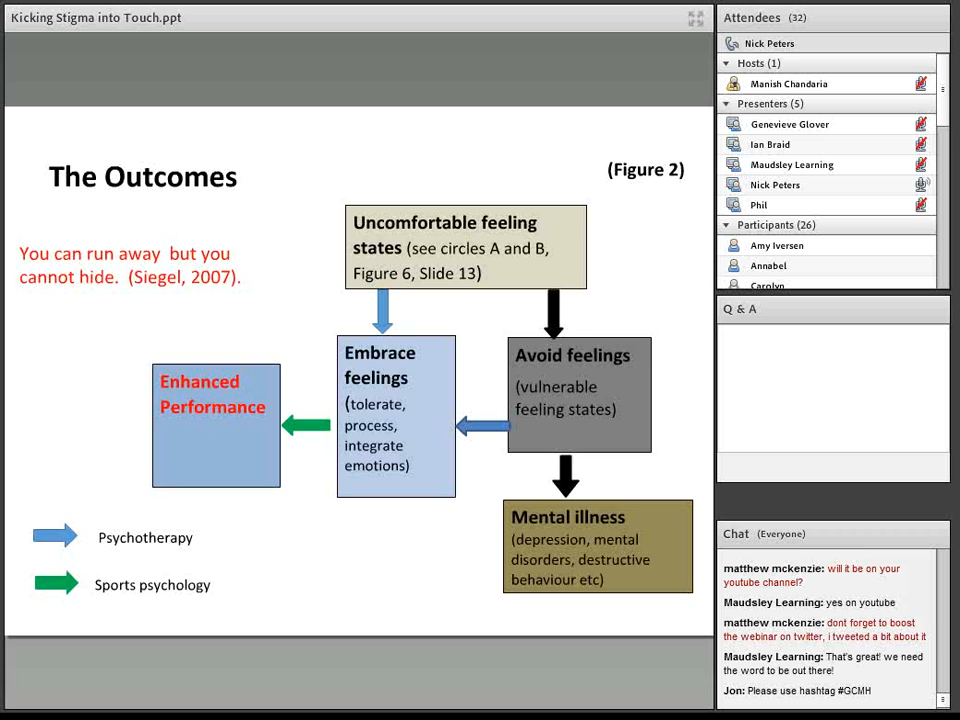 Kicking Stigma into Touch.ppt
The Outcomes
(Figure 2)
You can run away but you
cannot hide. (Siegel, 2007).
Uncomfortable feeling
states (see circles A and B,
Figure 6, Slide 13)
Embrace
feelings
(tolerate,
process,
integrate
emotions)
Avoid feelings
(vulnerable
feeling states)
Enhanced
Performance
Mental illness
(depression, mental
disorders, destructive
behaviour etc)
Psychotherapy
Sports psychology
Attendees (32)
Nick Peters
Hosts (1)
Manish Chandaria
Presenters (5)
Genevieve Glover
Ian Braid
Maudsley Learning
Nick Peters
Phil
Participants (26)
Amy Iversen
Annabel
Carolyn
Q & A
Chat (Everyone)
matthew mckenzie: will it be on your
youtube channel?
Maudsley Learning: yes on youtube
matthew mckenzie: dont forget to boost
the webinar on twitter, i tweeted a bit about it
Maudsley Learning: That's great! we need
the word to be out there!
Jon: Please use hashtag #GCMH